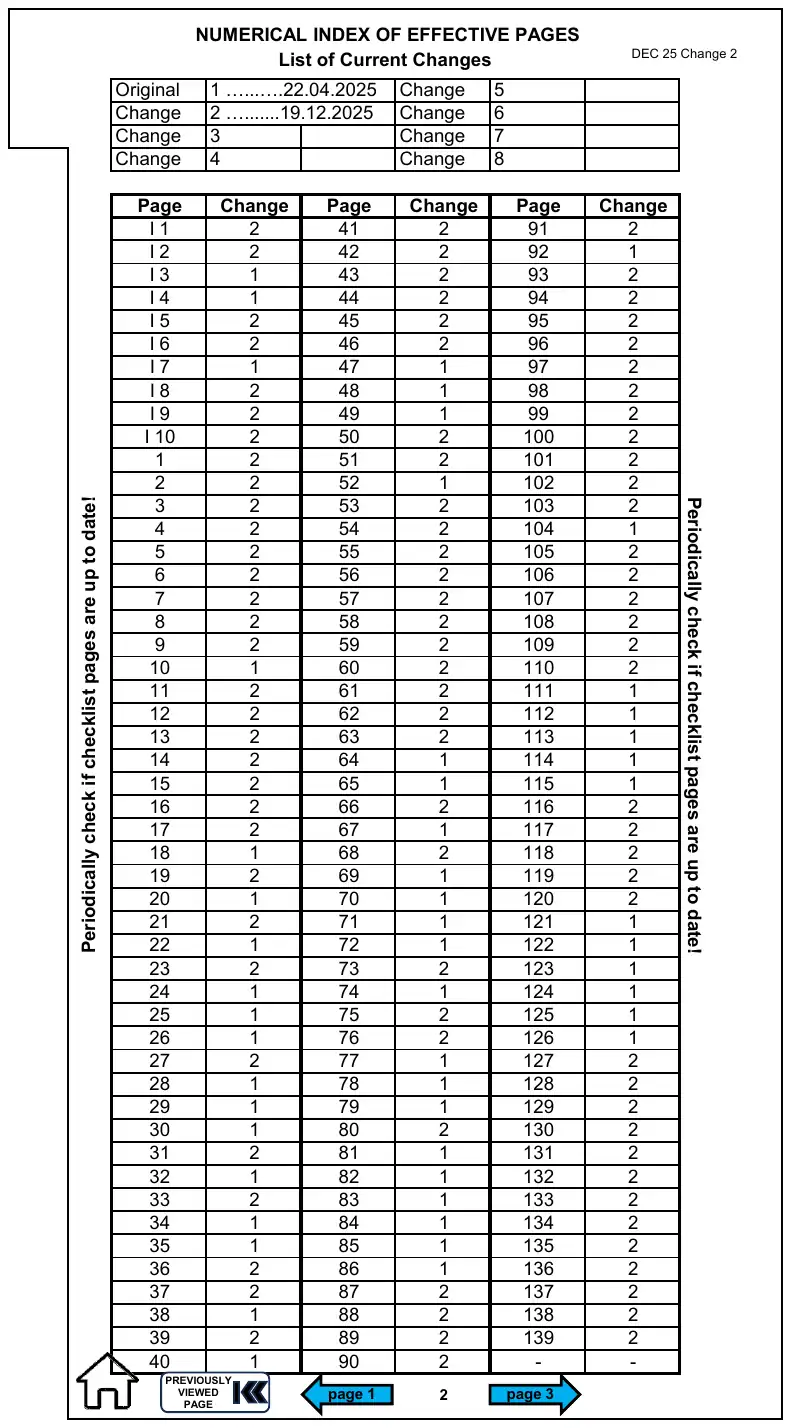 NUMERICAL INDEX OF EFFECTIVE PAGES
List of Current Changes
DEC 25 Change 2
Original 1 …...….22.04.2025 Change 5
Change 2 ….......19.12.2025 Change 6
Change 3 Change 7
Change 4 Change 8
Page Change Page Change Page Change
I 1 2 41 2 91 2
I 2 2 42 2 92 1
I 3 1 43 2 93 2
I 4 1 44 2 94 2
I 5 2 45 2 95 2
I 6 2 46 2 96 2
I 7 1 47 1 97 2
I 8 2 48 1 98 2
I 9 2 49 1 99 2
I 10 2 50 2 100 2
1 2 51 2 101 2
2 2 52 1 102 2
3 2 53 2 103 2
4 2 54 2 104 1
5 2 55 2 105 2
6 2 56 2 106 2
7 2 57 2 107 2
8 2 58 2 108 2
9 2 59 2 109 2
10 1 60 2 110 2
11 2 61 2 111 1
12 2 62 2 112 1
13 2 63 2 113 1
14 2 64 1 114 1
15 2 65 1 115 1
16 2 66 2 116 2
17 2 67 1 117 2
18 1 68 2 118 2
19 2 69 1 119 2
20 1 70 1 120 2
21 2 71 1 121 1
22 1 72 1 122 1
23 2 73 2 123 1
24 1 74 1 124 1
25 1 75 2 125 1
26 1 76 2 126 1
27 2 77 1 127 2
28 1 78 1 128 2
29 1 79 1 129 2
30 1 80 2 130 2
31 2 81 1 131 2
32 1 82 1 132 2
33 2 83 1 133 2
34 1 84 1 134 2
35 1 85 1 135 2
36 2 86 1 136 2
37 2 87 2 137 2
38 1 88 2 138 2
39 2 89 2 139 2
40 1 90 2 - -
Periodically check if checklist pages are up to date!
Periodically check if checklist pages are up to date!
PREVIOUSLY
VIEWED
PAGE
page 1
2
page 3